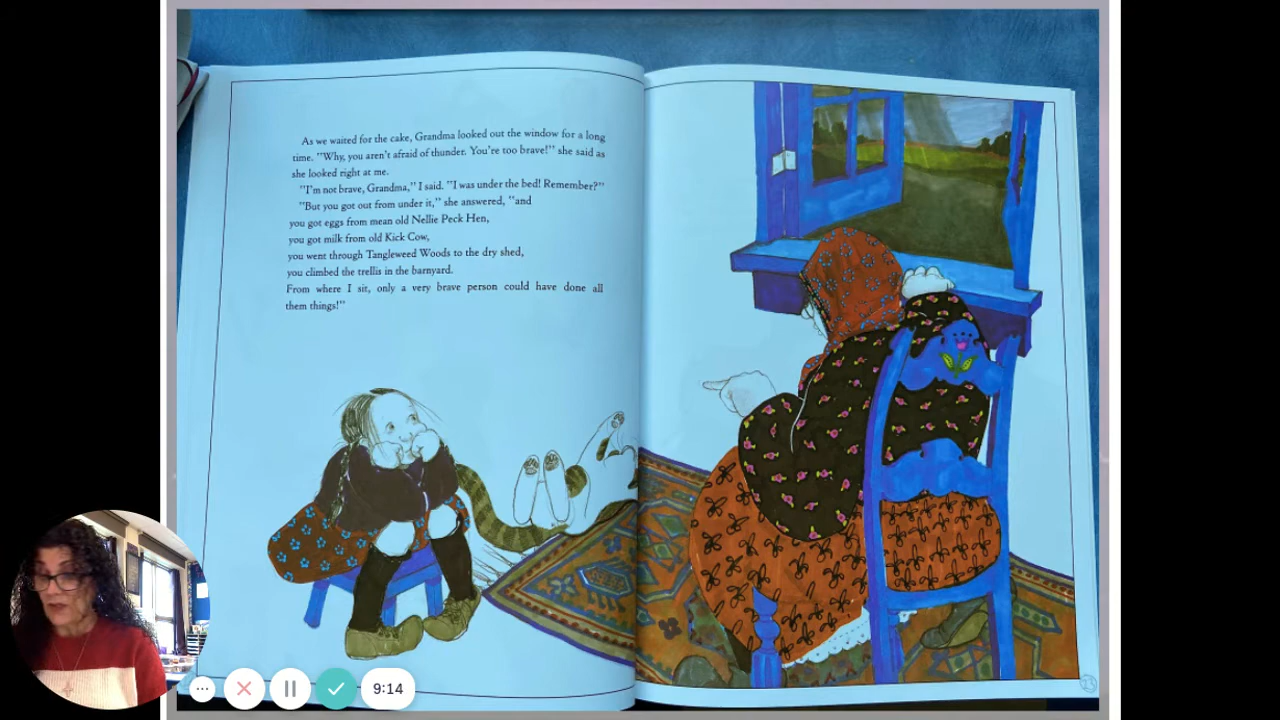 As we waited for the cake, Grandma looked out the window for a long
time. "Why, you aren't afraid of thunder. You're too brave!" she said as
she looked right at me.
"I'm not brave, Grandma," I said. "I was under the bed! Remember?"
"But you got out from under it," she answered, "and
you got eggs from mean old Nellie Peck Hen,
you got milk from old Kick Cow,
you went through Tangleweed Woods to the dry shed,
you climbed the trellis in the barnyard.
From where I sit, only a very brave person could have done all
them things!"
9:14